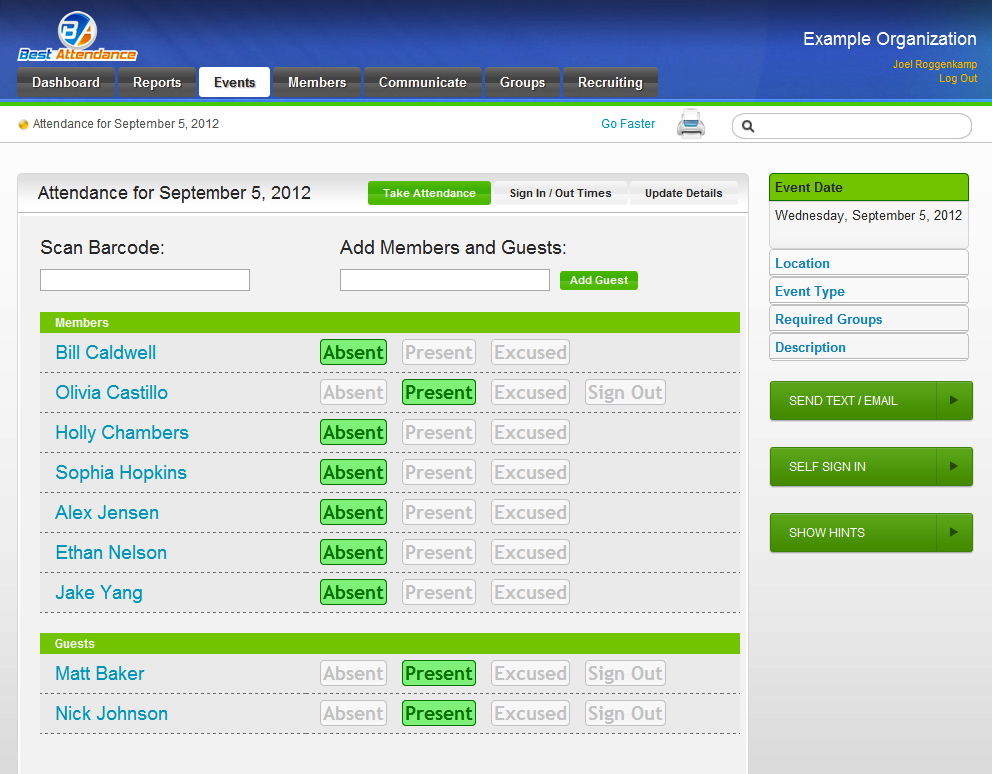 BA
Best Attendance
Example Organization
Joel Roggenkamp
Log Out
Dashboard Reports Events Members Communicate Groups Recruiting
Attendance for September 5, 2012 Go Faster
Attendance for September 5, 2012 Take Attendance Sign In / Out Times Update Details
Scan Barcode: Add Members and Guests:
Add Guest
Members
Bill Caldwell Absent Present Excused
Olivia Castillo Absent Present Excused Sign Out
Holly Chambers Absent Present Excused
Sophia Hopkins Absent Present Excused
Alex Jensen Absent Present Excused
Ethan Nelson Absent Present Excused
Jake Yang Absent Present Excused
Guests
Matt Baker Absent Present Excused Sign Out
Nick Johnson Absent Present Excused Sign Out
Event Date
Wednesday, September 5, 2012
Location
Event Type
Required Groups
Description
SEND TEXT / EMAIL
SELF SIGN IN
SHOW HINTS